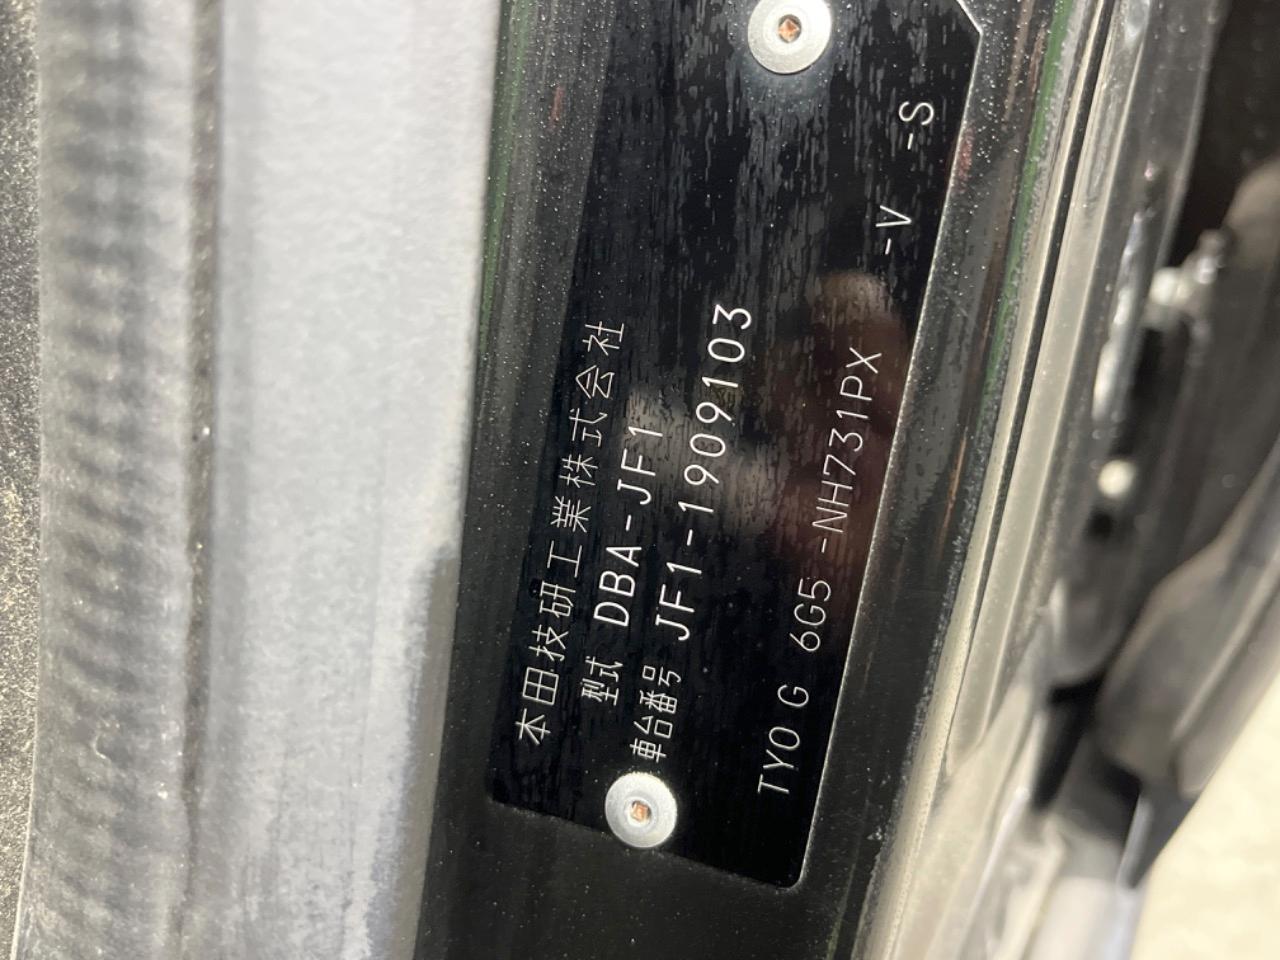 本田技研工業株式会社
型式 DBA-JF1
車台番号 JF1-1909103
TYO G 6G5 -NH731PX -V -S